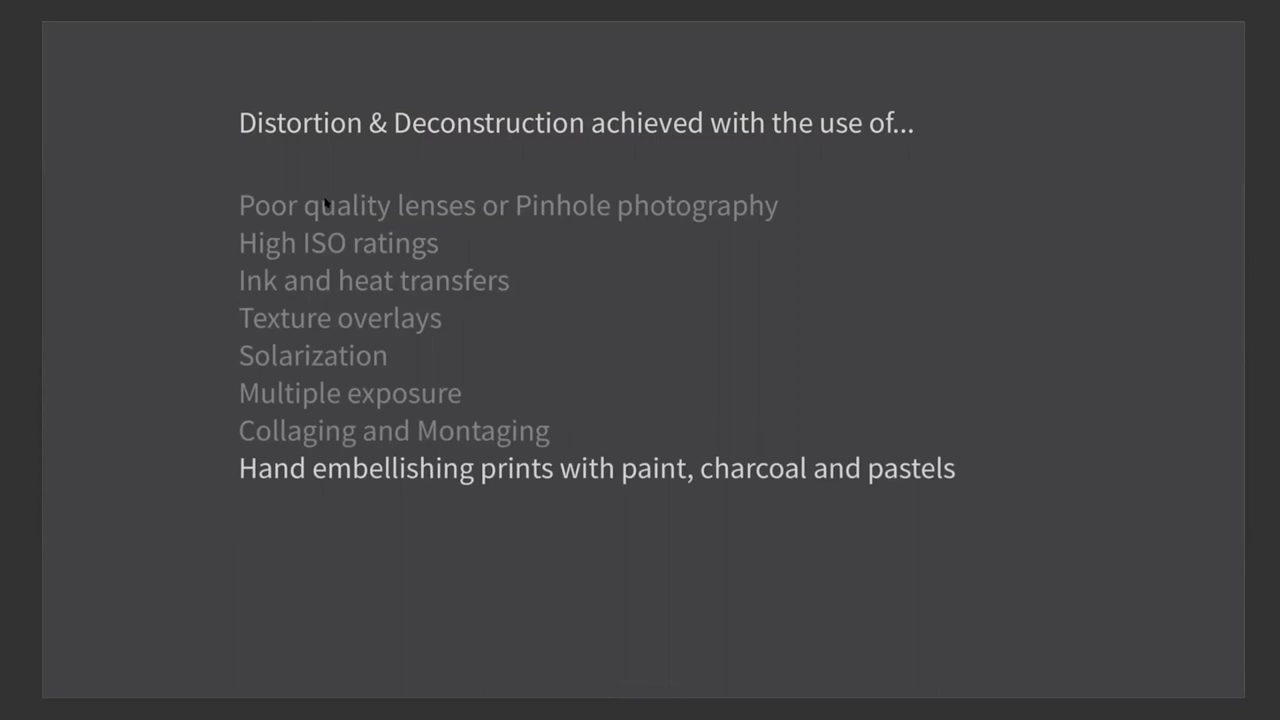 Distortion & Deconstruction achieved with the use of...
Poor quality lenses or Pinhole photography
High ISO ratings
Ink and heat transfers
Texture overlays
Solarization
Multiple exposure
Collaging and Montaging
Hand embellishing prints with paint, charcoal and pastels